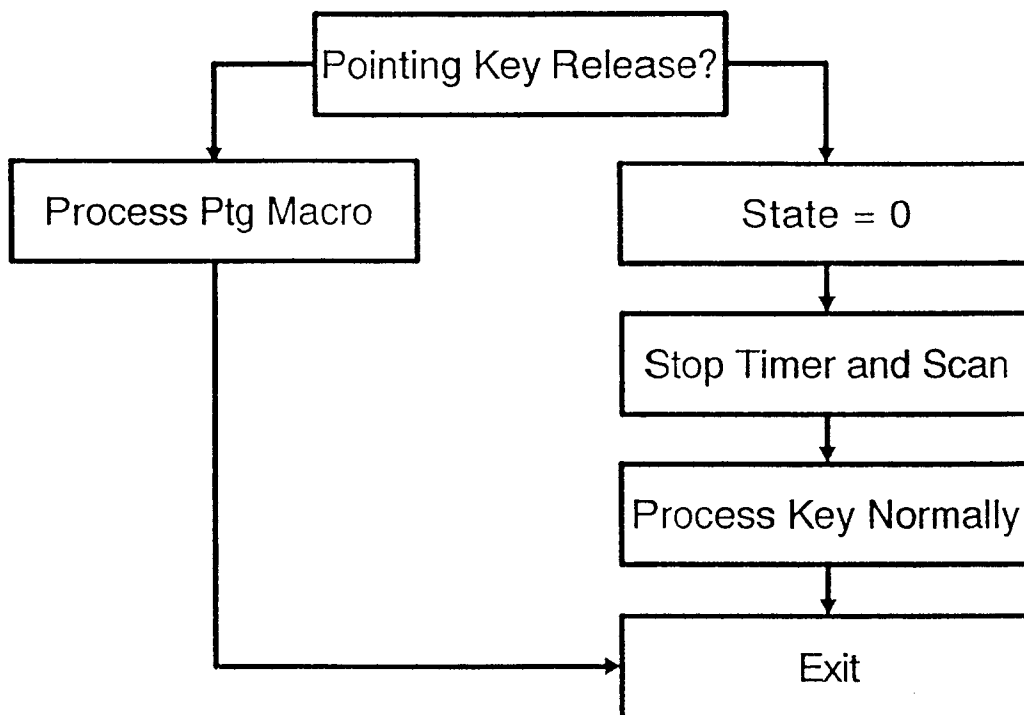 Pointing Key Release?
Process Ptg Macro
State = 0
Stop Timer and Scan
Process Key Normally
Exit